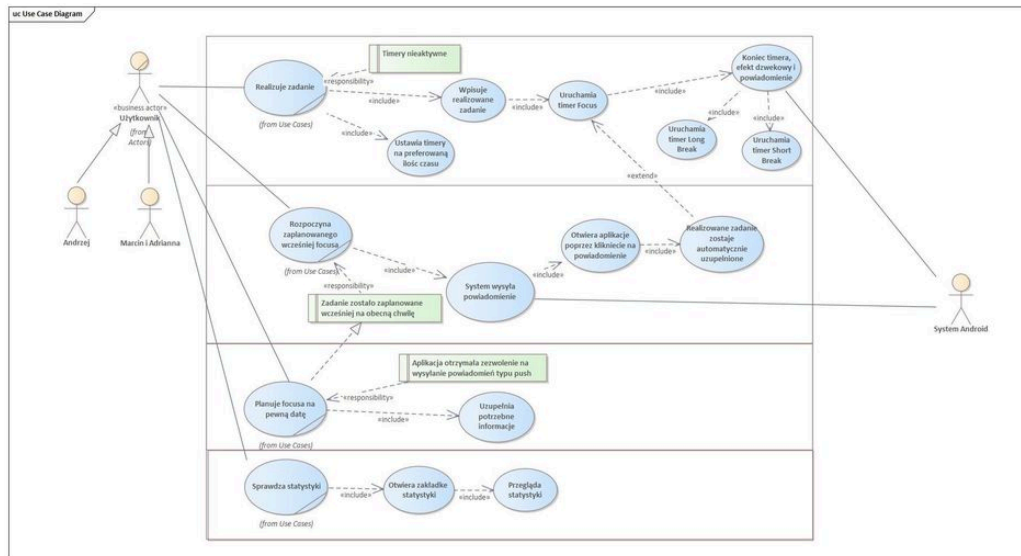 uc Use Case Diagram
«business actor»
Użytkownik
(from
Actors)
Andrzej
Marcin i Adrianna
Timery nieaktywne
«responsibility»
Realizuje zadanie
(from Use Cases)
«include»
Wpisuje
realizowane
zadanie
«include»
Uruchamia
timer Focus
«include»
Koniec timera,
efekt dzwekowy i
powiadomienie
«include»
Uruchamia
timer Long
Break
«include»
Uruchamia
timer Short
Break
«include»
Ustawia timery
na preferowaną
ilośc czasu
«extend»
Rozpoczyna
zaplanowanego
wcześniej focusa
(from Use Cases)
«include»
«responsibility»
System wysyła
powiadomienie
«include»
Otwiera aplikacje
poprzez klikniecie na
powiadomienie
«include»
Realizowane zadanie
zostaje
automatycznie
uzupełnione
Zadanie zostało zaplanowane
wcześniej na obecną chwilę
System Android
Aplikacja otrzymała zezwolenie na
wysyłanie powiadomień typu push
«responsibility»
Planuje focusa na
pewną datę
(from Use Cases)
«include»
Uzupełnia
potrzebne
informacje
Sprawdza statystyki
(from Use Cases)
«include»
Otwiera zakladke
statystyki
«include»
Przegląda
statystyki